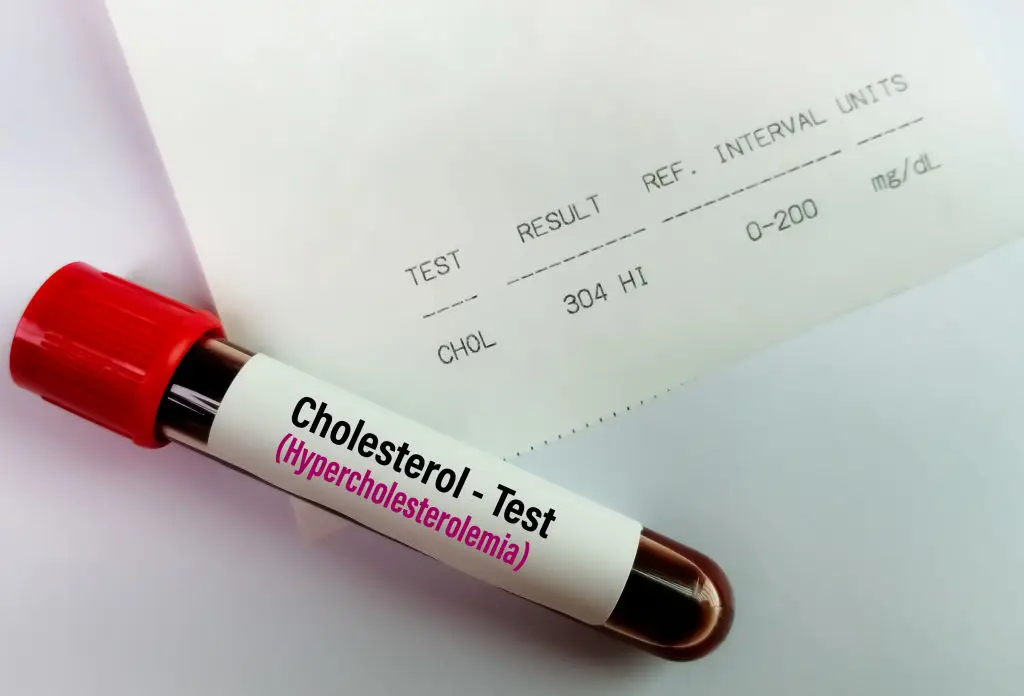 TEST RESULT REF. INTERVAL UNITS
---- ---------- -------------- -----
CHOL 304 HI 0-200 mg/dL
Cholesterol - Test
(Hypercholesterolemia)